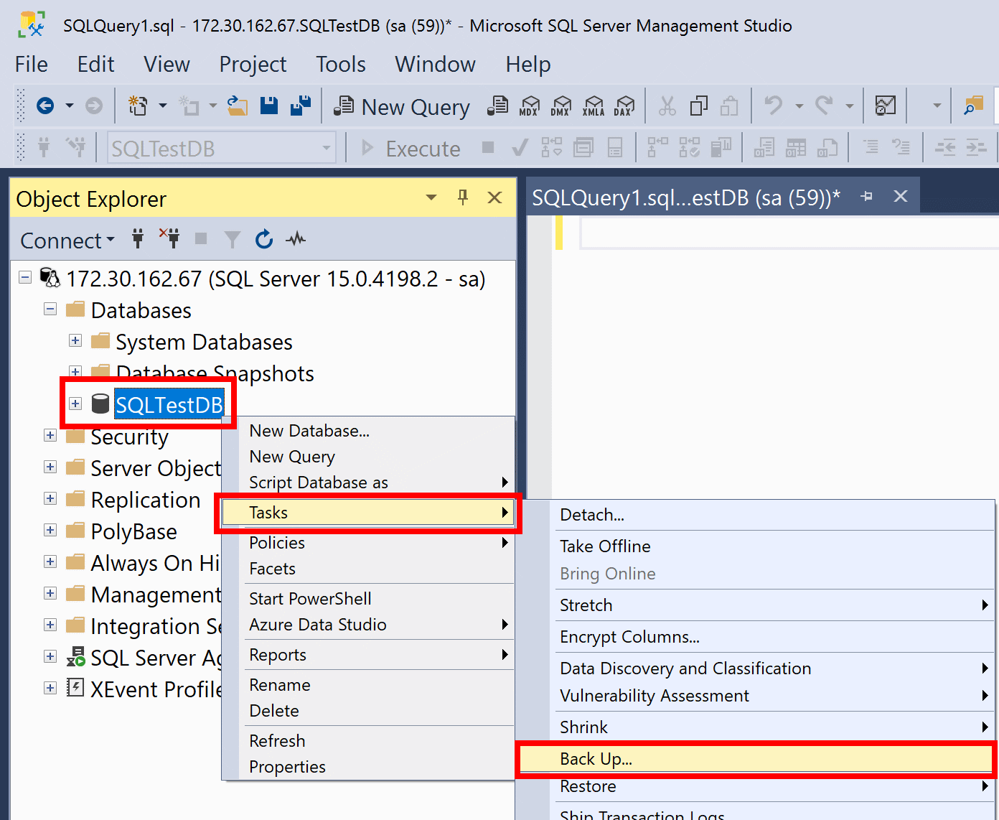 SQLQuery1.sql - 172.30.162.67.SQLTestDB (sa (59))* - Microsoft SQL Server Management Studio
File Edit View Project Tools Window Help
New Query MDX DMX XMLA DAX
SQLTestDB Execute
Object Explorer
SQLQuery1.sql...estDB (sa (59))*
Connect
172.30.162.67 (SQL Server 15.0.4198.2 - sa)
Databases
System Databases
Database Snapshots
SQLTestDB
Security
Server Object
Replication
PolyBase
Always On Hi
Management
Integration Se
SQL Server Ag
XEvent Profile
New Database...
New Query
Script Database as
Tasks
Policies
Facets
Start PowerShell
Azure Data Studio
Reports
Rename
Delete
Refresh
Properties
Detach...
Take Offline
Bring Online
Stretch
Encrypt Columns...
Data Discovery and Classification
Vulnerability Assessment
Shrink
Back Up...
Restore
Ship Transaction Logs